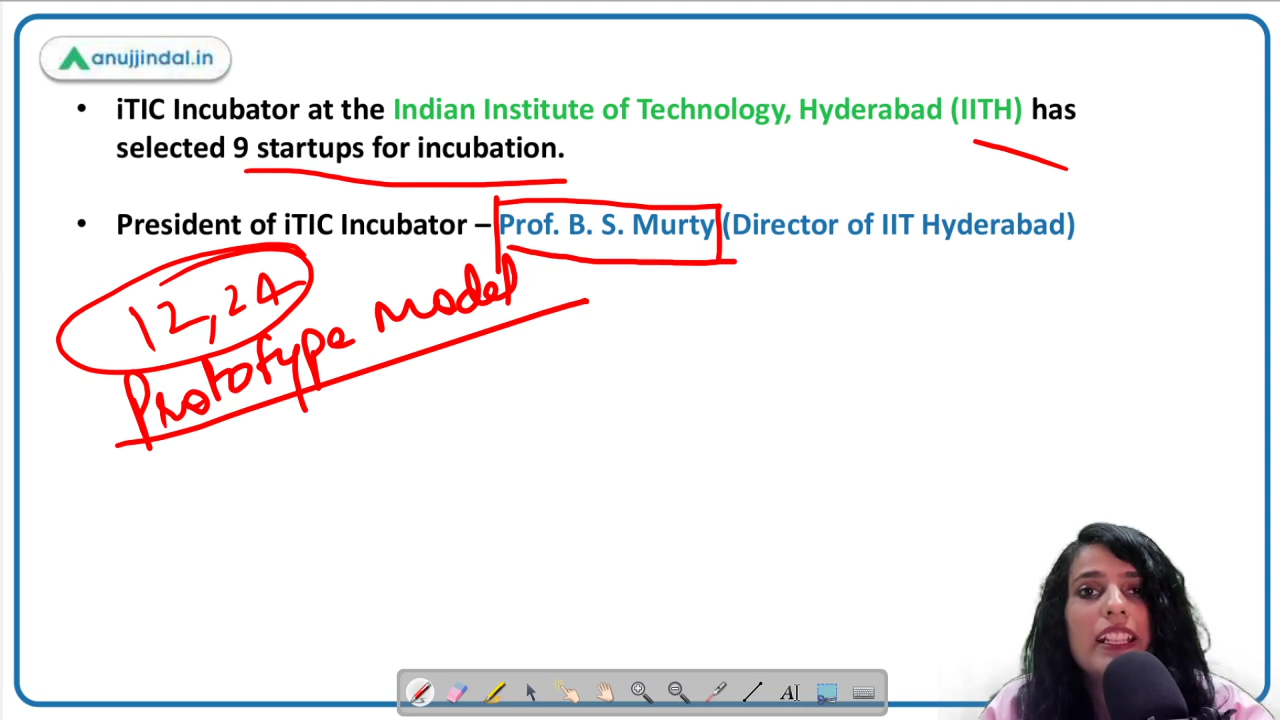 anujjindal.in
• iTIC Incubator at the Indian Institute of Technology, Hyderabad (IITH) has
selected 9 startups for incubation.
• President of iTIC Incubator – Prof. B. S. Murty (Director of IIT Hyderabad)
12, 24
Prototype model
A